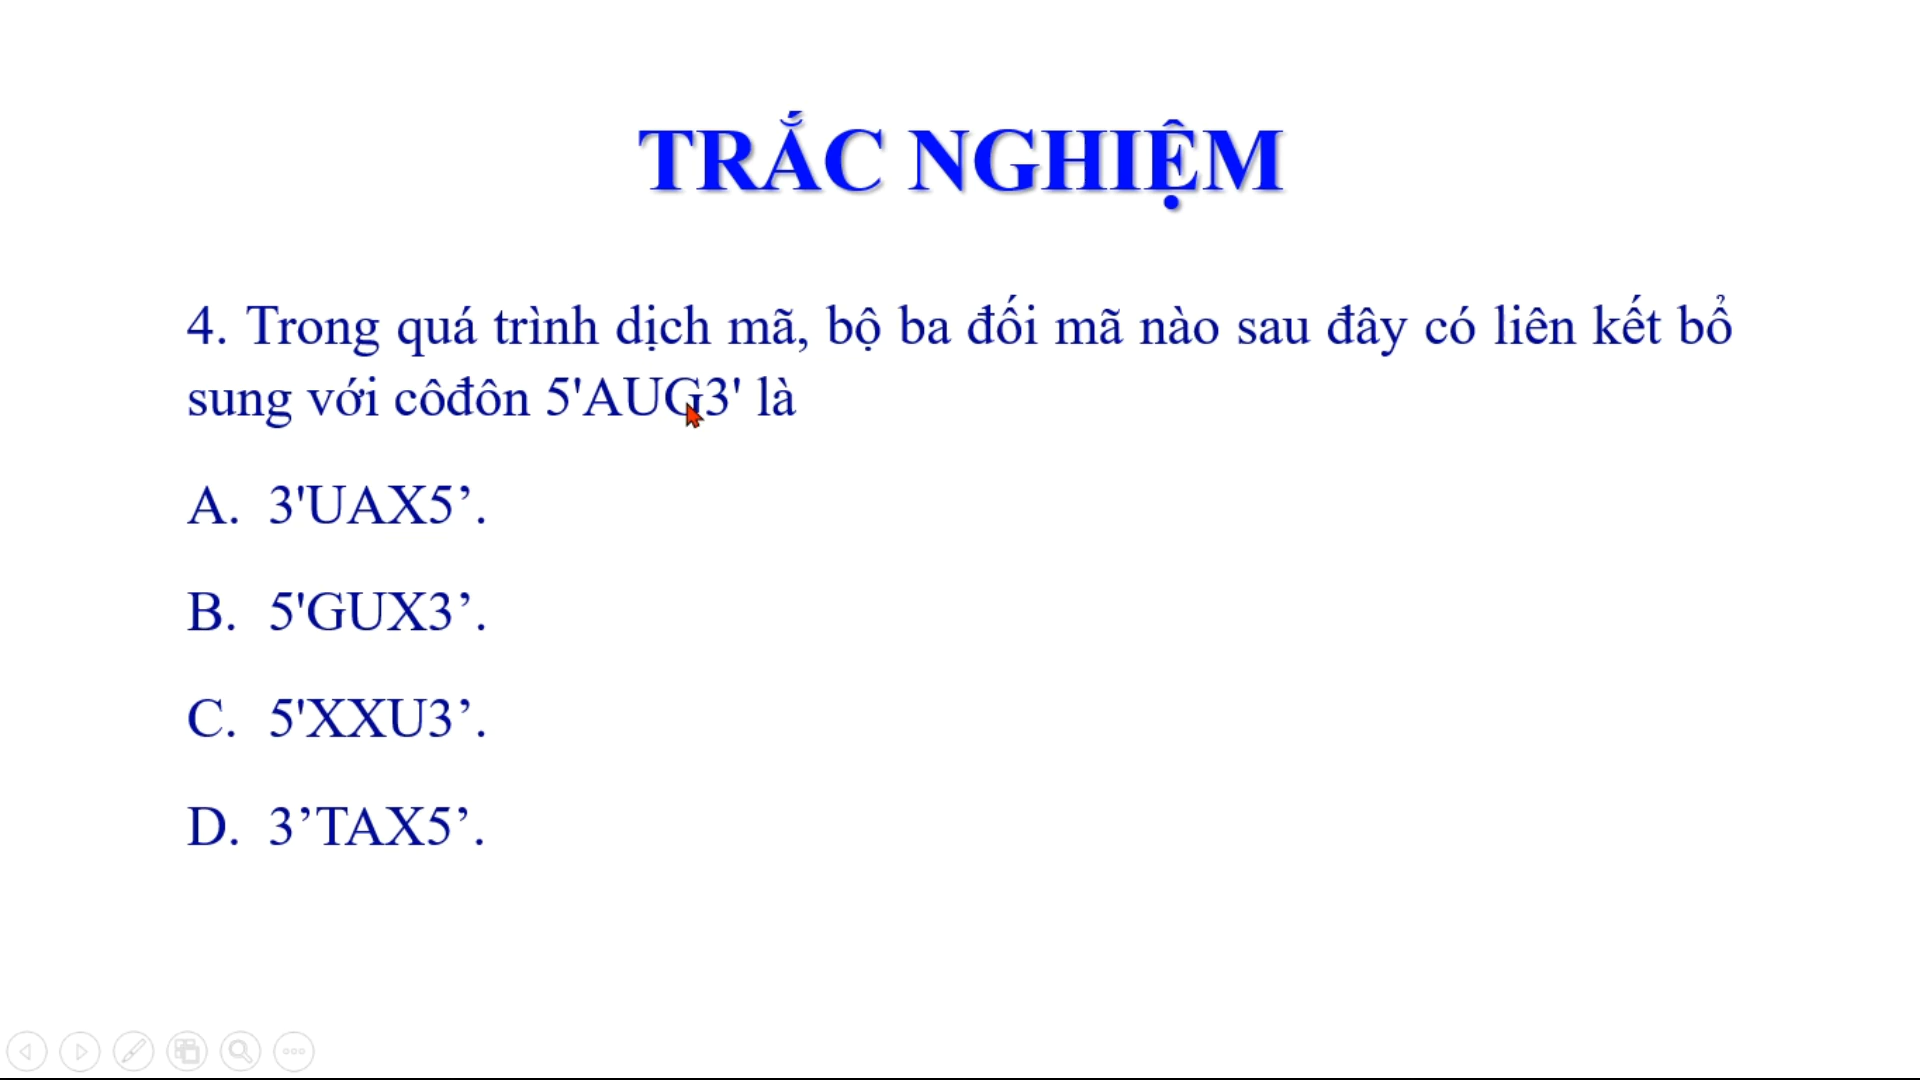 TRẮC NGHIỆM
4. Trong quá trình dịch mã, bộ ba đối mã nào sau đây có liên kết bổ
sung với côđôn 5'AUG3' là
A. 3'UAX5’.
B. 5'GUX3’.
C. 5'XXU3’.
D. 3’TAX5’.